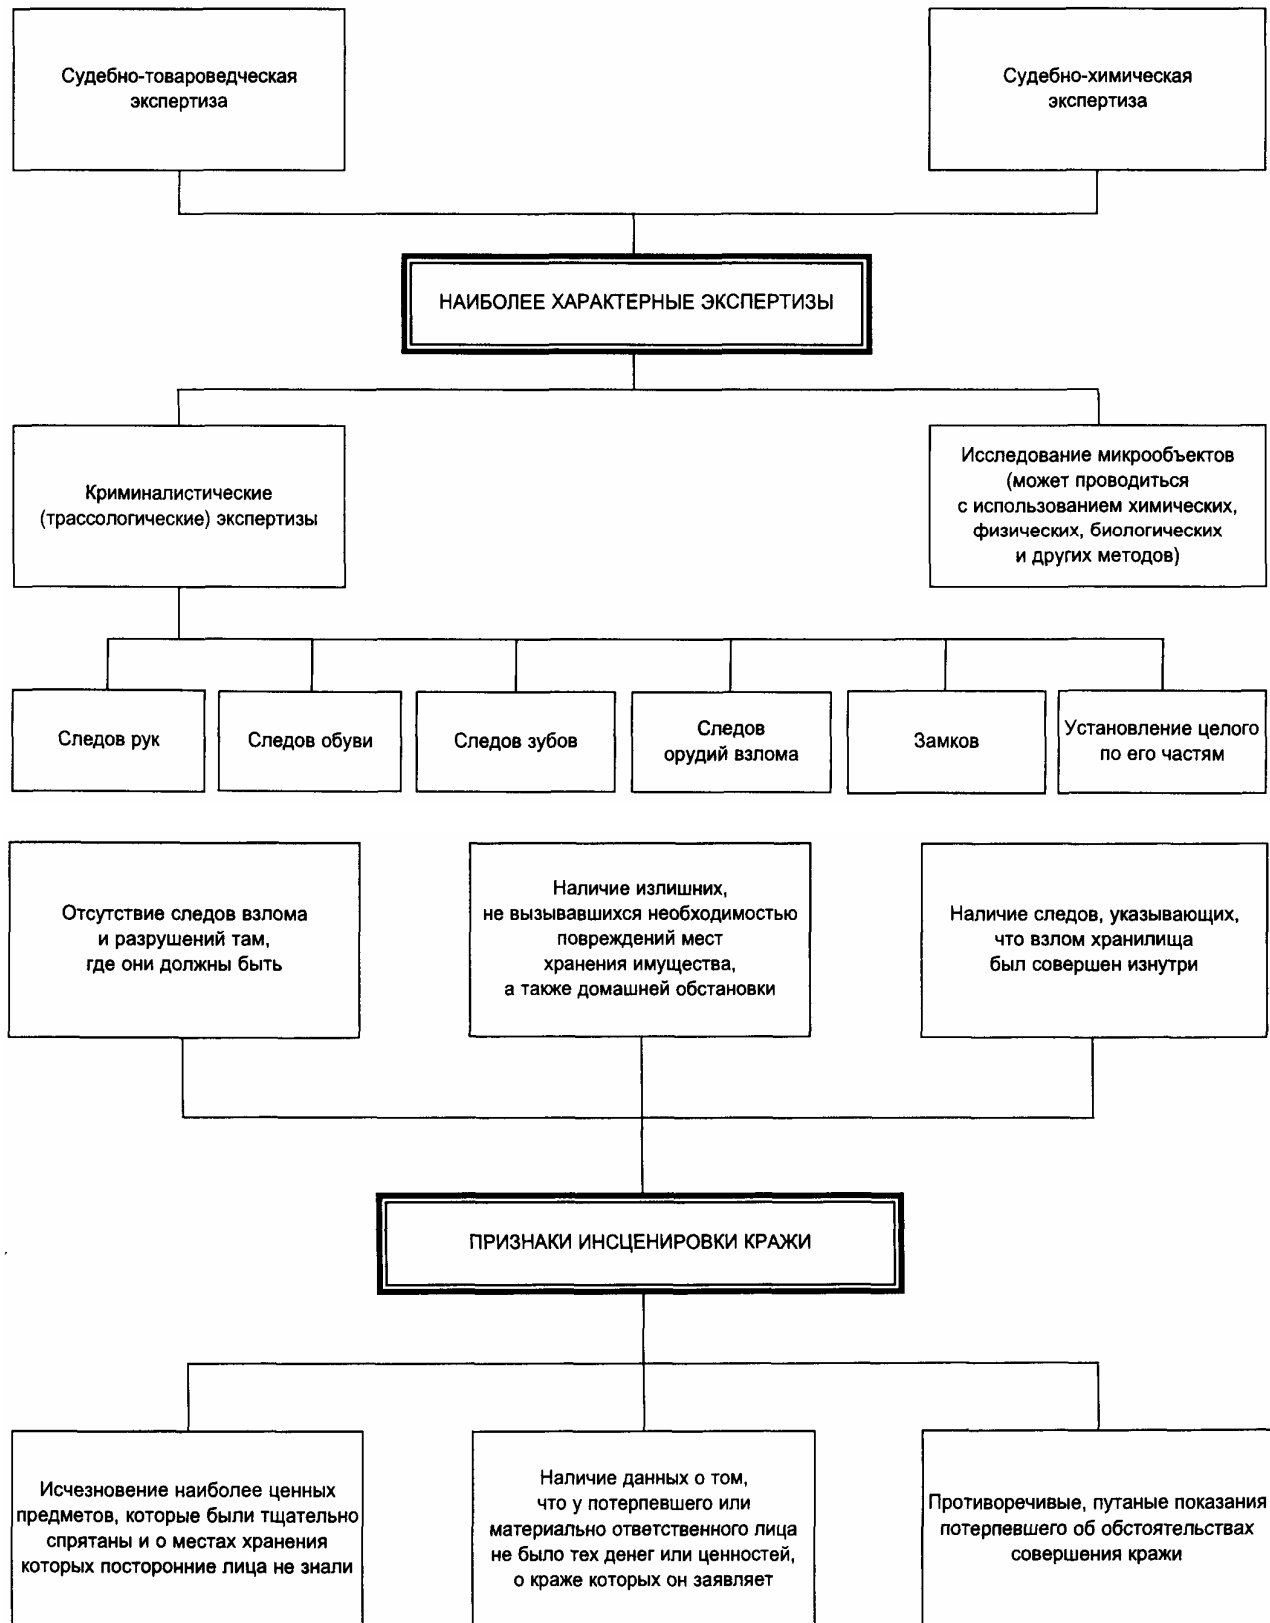 Судебно-товароведческая
экспертиза
Судебно-химическая
экспертиза
НАИБОЛЕЕ ХАРАКТЕРНЫЕ ЭКСПЕРТИЗЫ
Криминалистические
(трассологические) экспертизы
Исследование микрообъектов
(может проводиться
с использованием химических,
физических, биологических
и других методов)
Следов рук
Следов обуви
Следов зубов
Следов
орудий взлома
Замков
Установление целого
по его частям
Отсутствие следов взлома
и разрушений там,
где они должны быть
Наличие излишних,
не вызывавшихся необходимостью
повреждений мест
хранения имущества,
а также домашней обстановки
Наличие следов, указывающих,
что взлом хранилища
был совершен изнутри
ПРИЗНАКИ ИНСЦЕНИРОВКИ КРАЖИ
Исчезновение наиболее ценных
предметов, которые были тщательно
спрятаны и о местах хранения
которых посторонние лица не знали
Наличие данных о том,
что у потерпевшего или
материально ответственного лица
не было тех денег или ценностей,
о краже которых он заявляет
Противоречивые, путаные показания
потерпевшего об обстоятельствах
совершения кражи